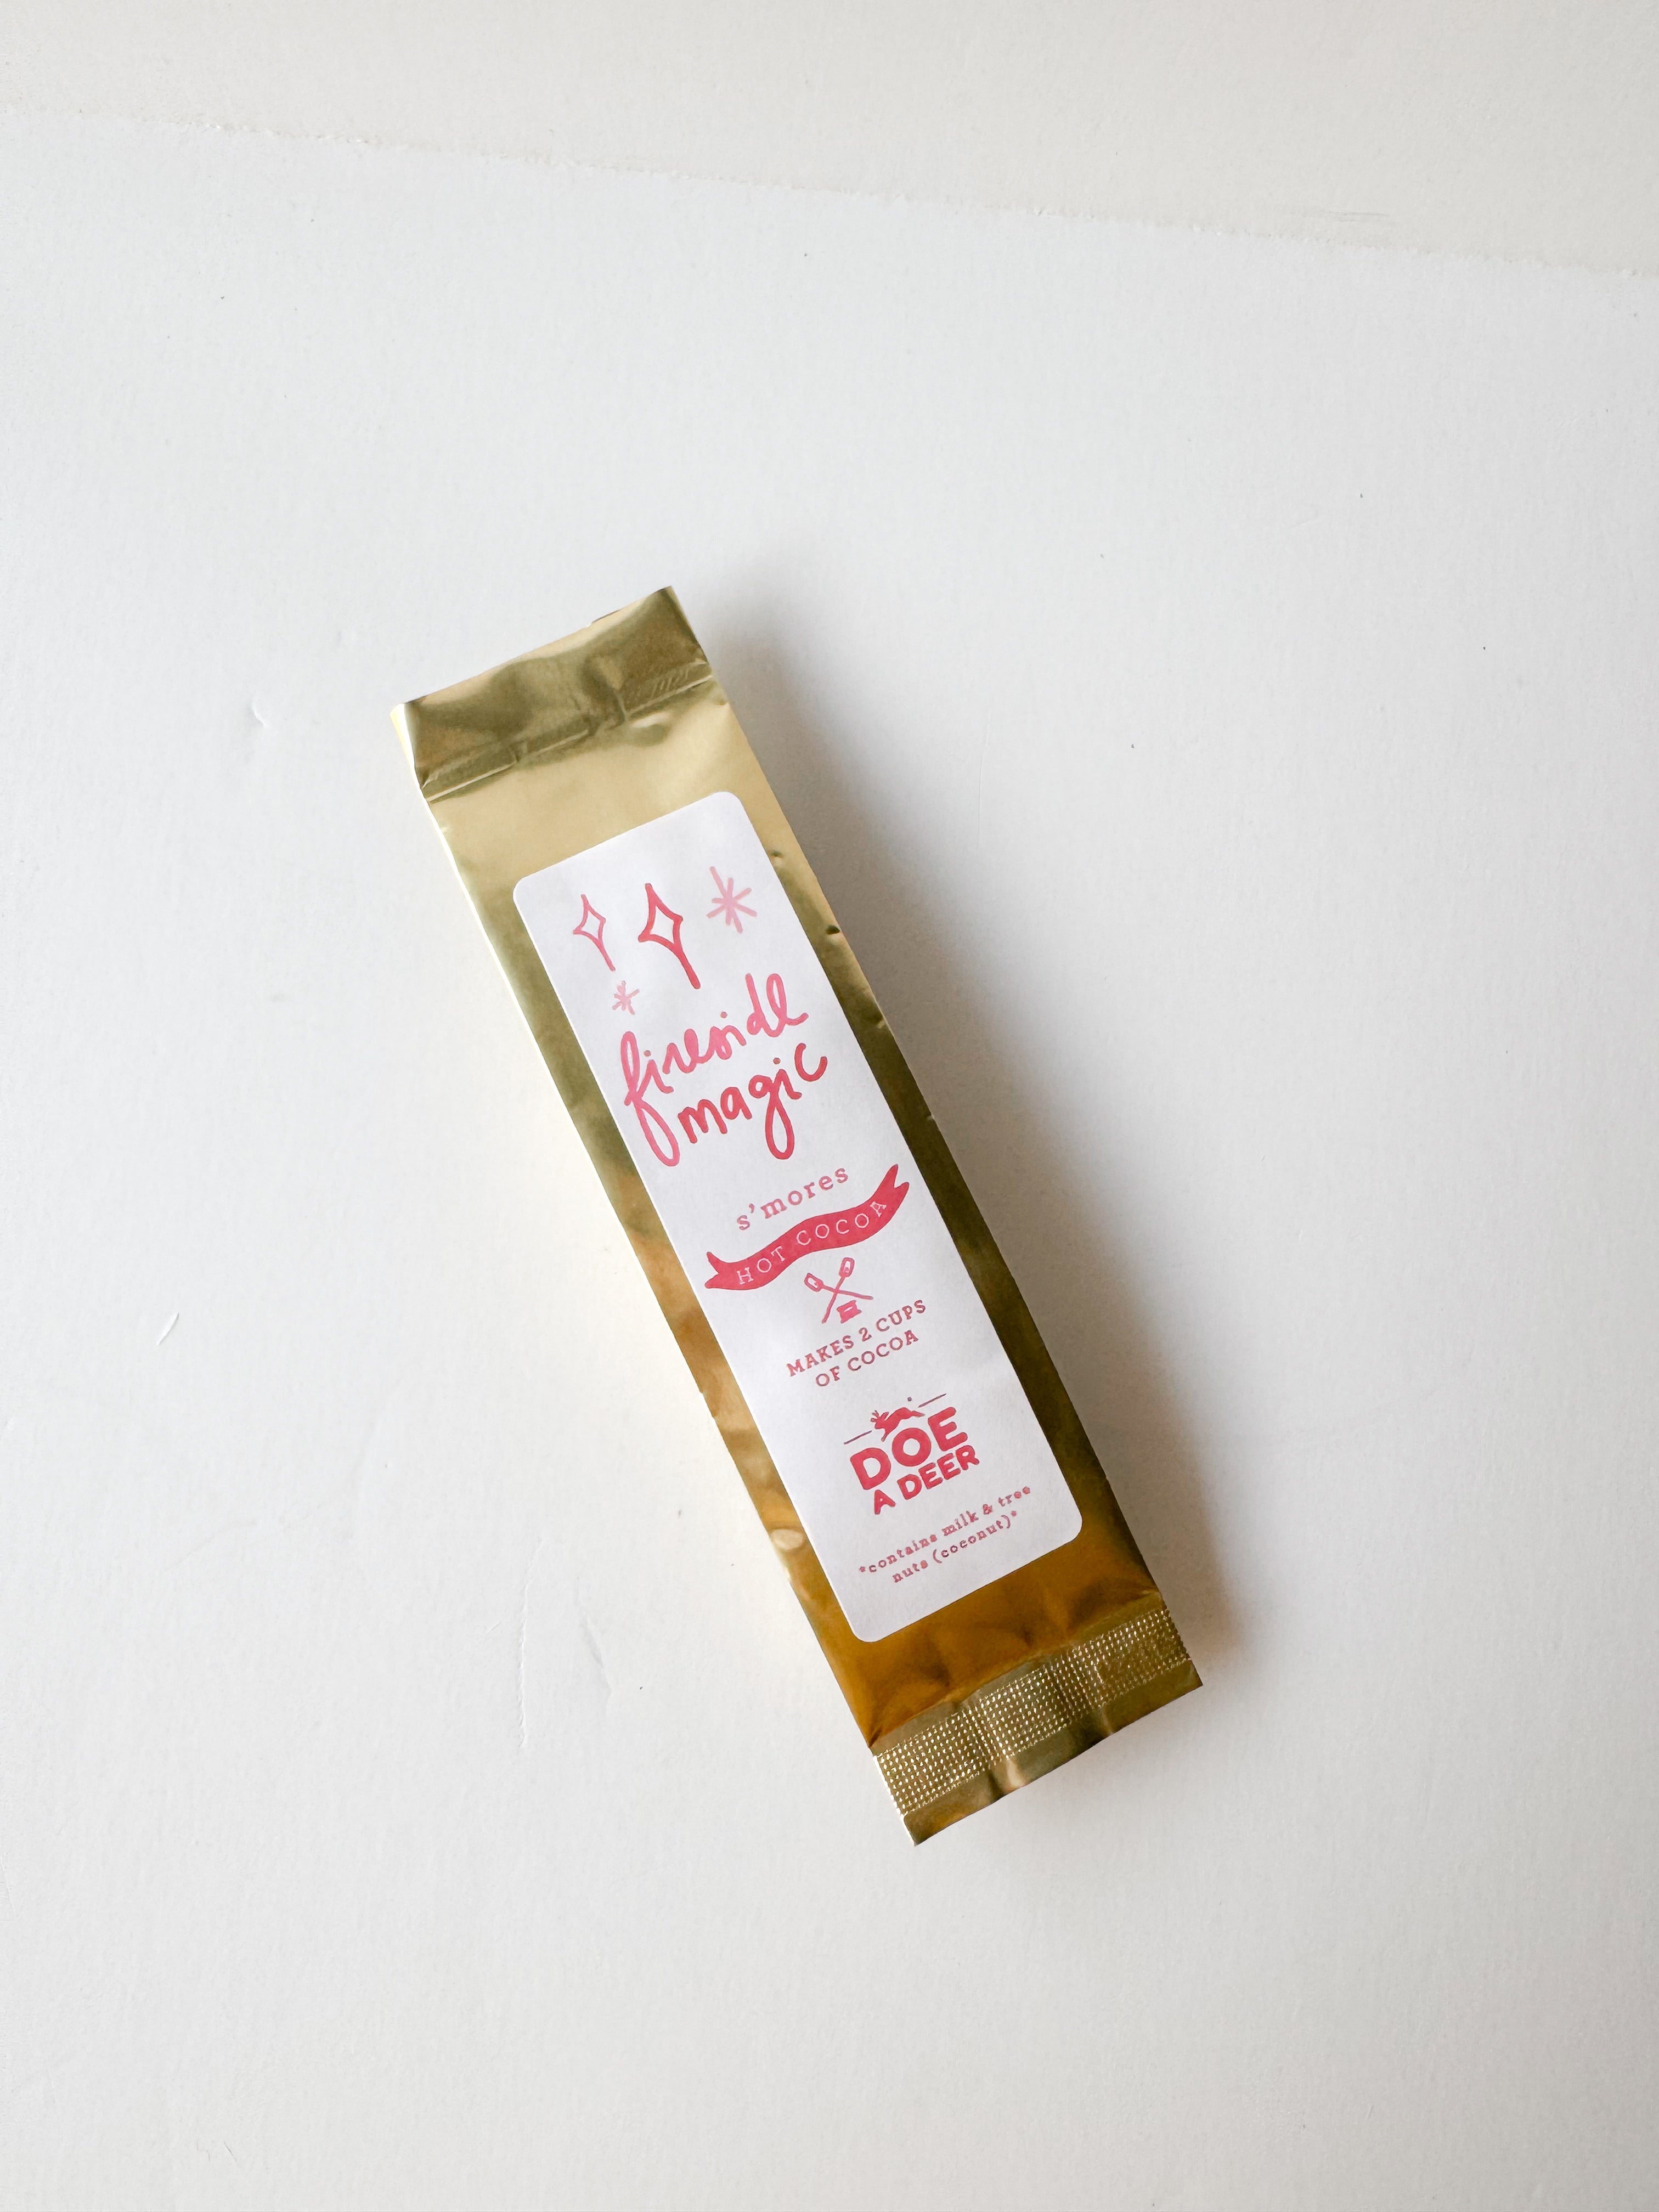 fireside
magic
s'mores
HOT COCOA
MAKES 2 CUPS
OF COCOA
DOE
A DEER
*contains milk & tree
nuts (coconut)*